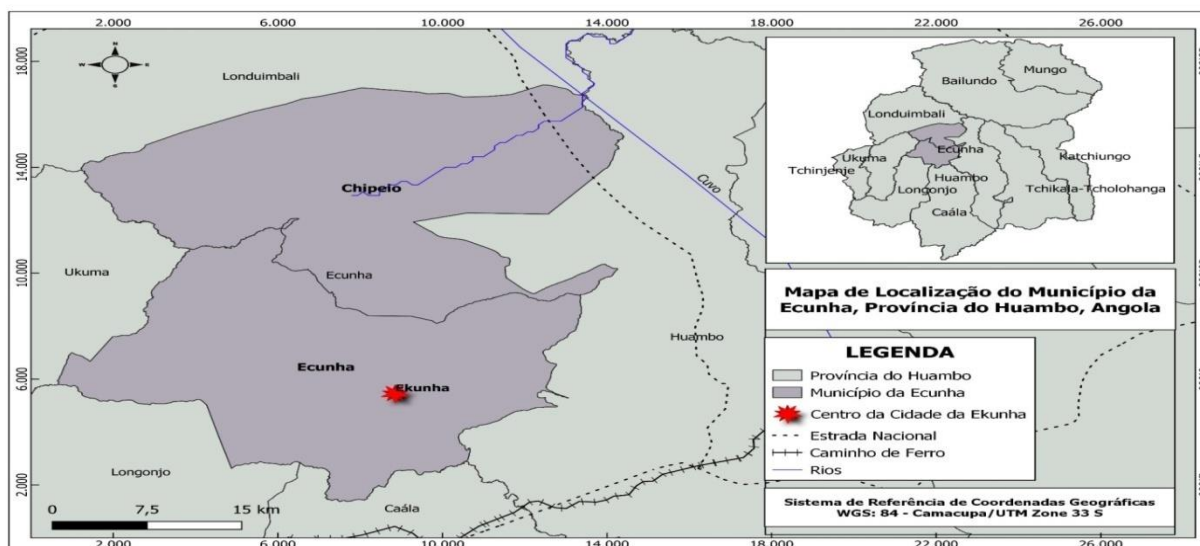 2.000 6.000 10.000 14.000 18.000 22.000 26.000
N
W E
S
18.000
14.000
10.000
6.000
2.000
Londuimbali
Chipeio
Cuvo
Ukuma
Ecunha
Huambo
Ecunha
Ekunha
Longonjo
Caála
0 7,5 15 km
Mungo
Bailundo
Londuimbali
Ecunha
Ukuma
Katchiungo
Tchinjenje
Huambo
Longonjo
Tchikala-Tcholohanga
Caála
Mapa de Localização do Município da
Ecunha, Província do Huambo, Angola
LEGENDA
Província do Huambo
Município da Ecunha
Centro da Cidade da Ekunha
Estrada Nacional
Caminho de Ferro
Rios
Sistema de Referência de Coordenadas Geográficas
WGS: 84 - Camacupa/UTM Zone 33 S
2.000 6.000 10.000 14.000 18.000 22.000 26.000